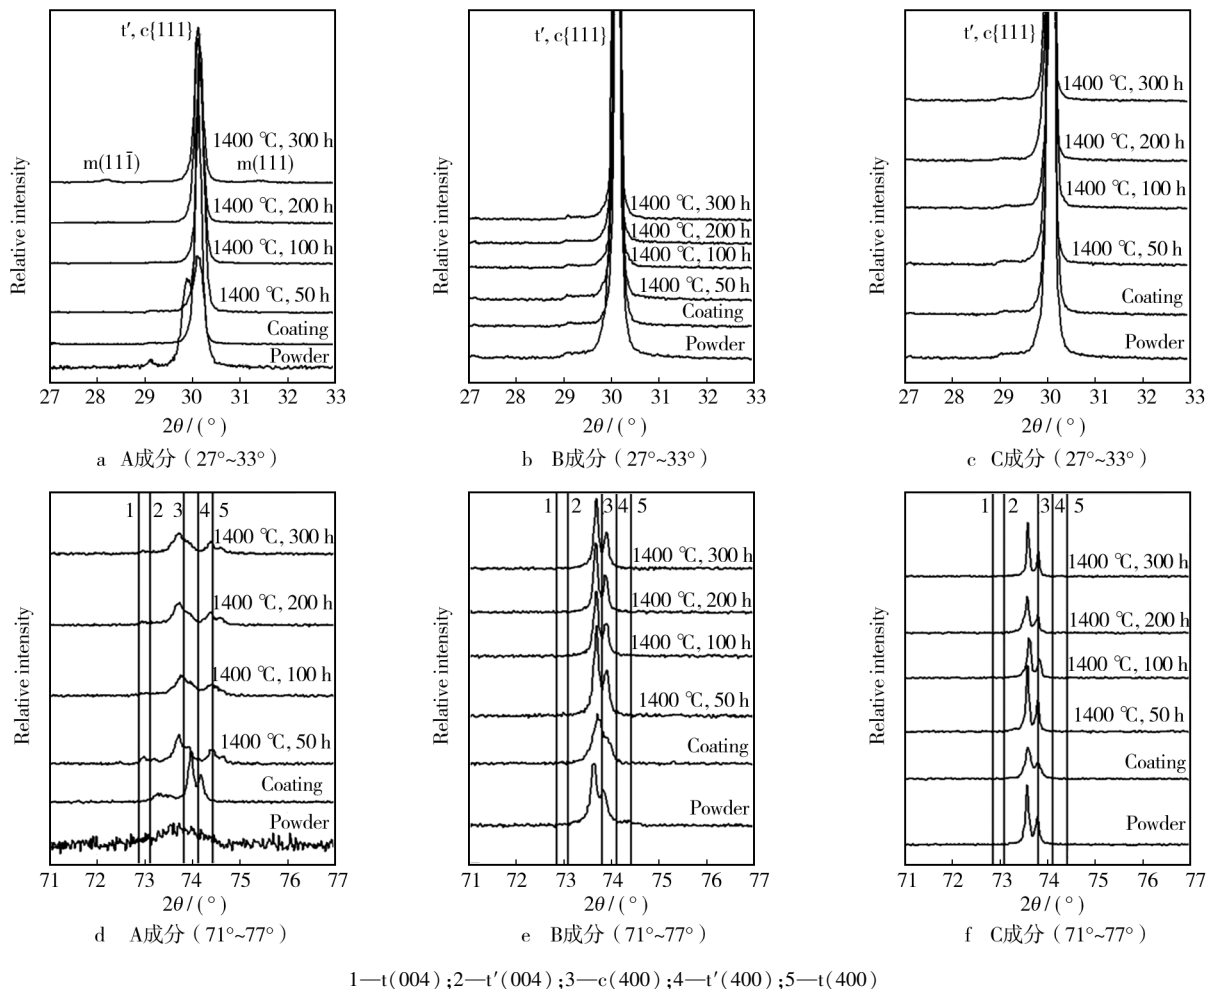 t′, c{111}
1400 ℃, 300 h
m(111̄)
m(111)
1400 ℃, 200 h
1400 ℃, 100 h
1400 ℃, 50 h
Coating
Powder
Relative intensity
27 28 29 30 31 32 33
2θ/(°)
a A成分（27°~33°）
t′, c{111}
1400 ℃, 300 h
1400 ℃, 200 h
1400 ℃, 100 h
1400 ℃, 50 h
Coating
Powder
Relative intensity
27 28 29 30 31 32 33
2θ/(°)
b B成分（27°~33°）
t′, c{111}
1400 ℃, 300 h
1400 ℃, 200 h
1400 ℃, 100 h
1400 ℃, 50 h
Coating
Powder
Relative intensity
27 28 29 30 31 32 33
2θ/(°)
c C成分（27°~33°）
1 2 3 4 5
1400 ℃, 300 h
1400 ℃, 200 h
1400 ℃, 100 h
1400 ℃, 50 h
Coating
Powder
Relative intensity
71 72 73 74 75 76 77
2θ/(°)
d A成分（71°~77°）
1 2 3 4 5
1400 ℃, 300 h
1400 ℃, 200 h
1400 ℃, 100 h
1400 ℃, 50 h
Coating
Powder
Relative intensity
71 72 73 74 75 76 77
2θ/(°)
e B成分（71°~77°）
1 2 3 4 5
1400 ℃, 300 h
1400 ℃, 200 h
1400 ℃, 100 h
1400 ℃, 50 h
Coating
Powder
Relative intensity
71 72 73 74 75 76 77
2θ/(°)
f C成分（71°~77°）
1—t(004);2—t′(004);3—c(400);4—t′(400);5—t(400)